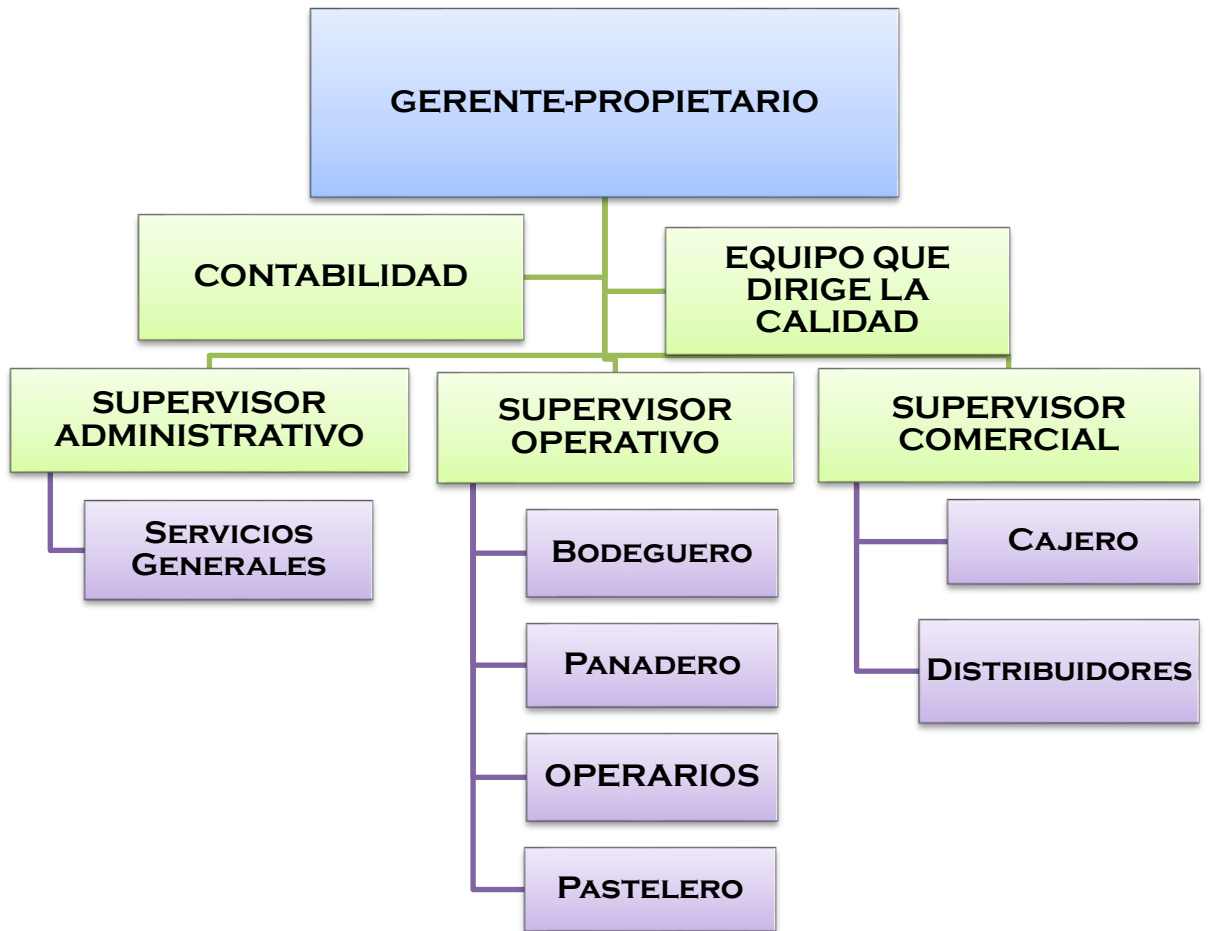 GERENTE-PROPIETARIO
CONTABILIDAD
EQUIPO QUE
DIRIGE LA
CALIDAD
SUPERVISOR
ADMINISTRATIVO
SUPERVISOR
OPERATIVO
SUPERVISOR
COMERCIAL
Servicios
Generales
Bodeguero
Panadero
OPERARIOS
Pastelero
Cajero
Distribuidores